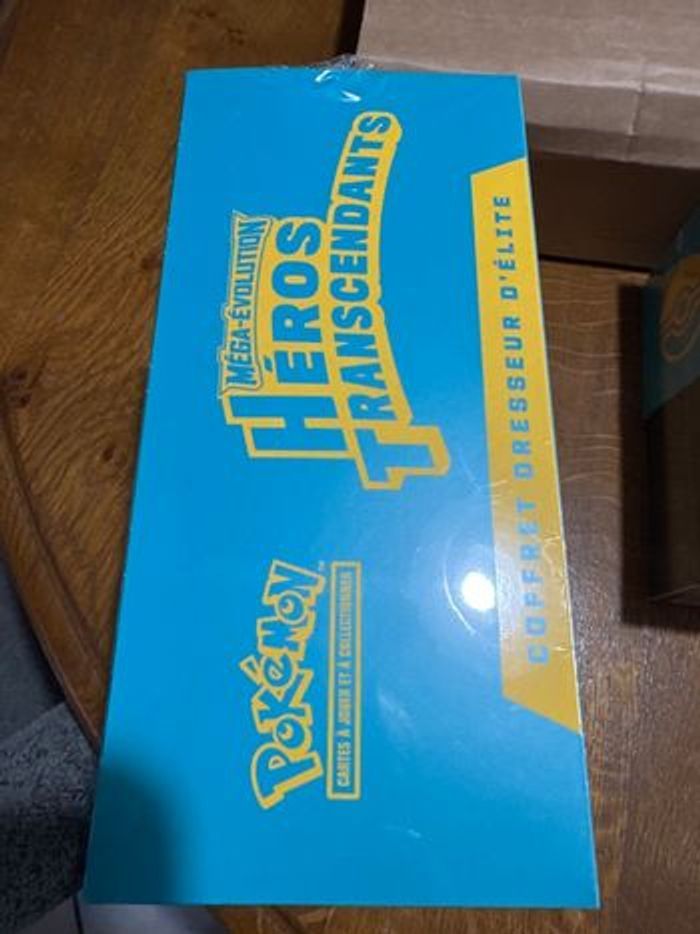 Pokémon
CARTES À JOUER ET À COLLECTIONNER
MÉGA-ÉVOLUTION
HÉROS
TRANSCENDANTS
COFFRET DRESSEUR D'ÉLITE